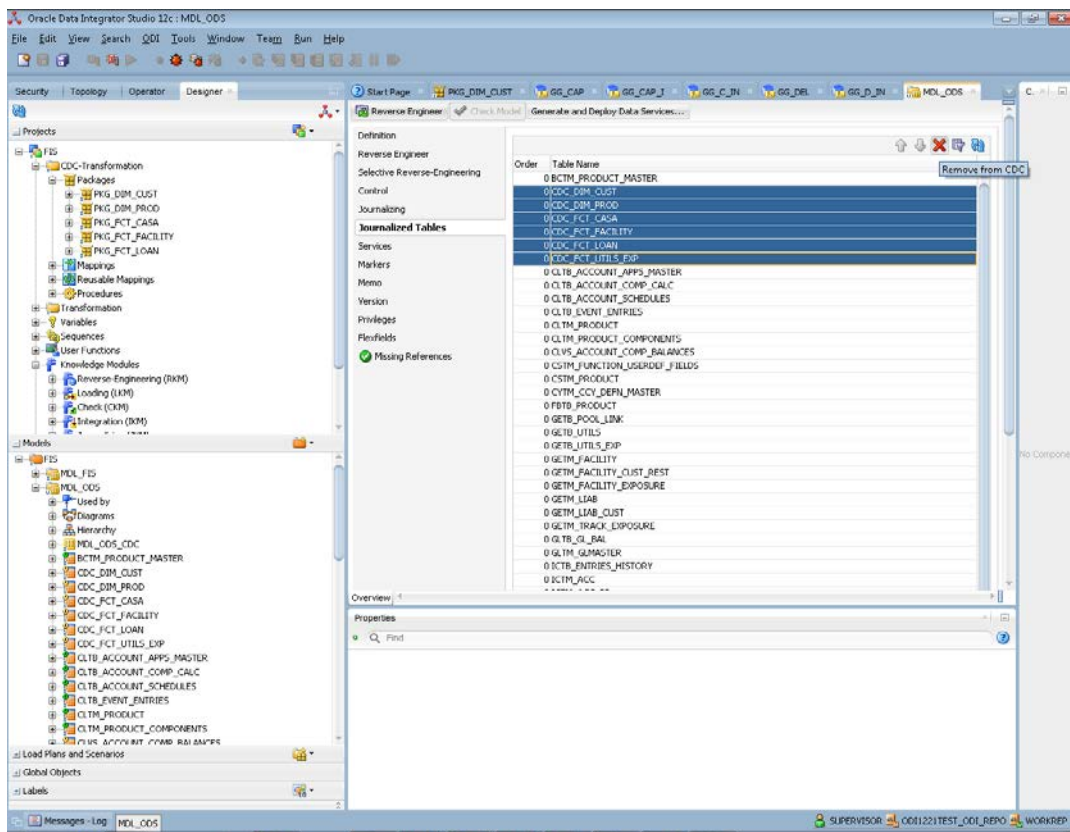 Oracle Data Integrator Studio 12c : MDL_ODS
File Edit View Search ODI Tools Window Team Run Help
Security Topology Operator Designer
Projects
FIS
CDC-Transformation
Packages
PKG_DIM_CUST
PKG_DIM_PROD
PKG_FCT_CASA
PKG_FCT_FACILITY
PKG_FCT_LOAN
Mappings
Reusable Mappings
Procedures
Transformation
Variables
Sequences
User Functions
Knowledge Modules
Reverse-Engineering (RKM)
Loading (LKM)
Check (CKM)
Integration (IKM)
Models
FIS
MDL_FIS
MDL_ODS
Used by
Diagrams
Hierarchy
MDL_ODS_CDC
BCTM_PRODUCT_MASTER
CDC_DIM_CUST
CDC_DIM_PROD
CDC_FCT_CASA
CDC_FCT_FACILITY
CDC_FCT_LOAN
CDC_FCT_UTILS_EXP
CLTB_ACCOUNT_APPS_MASTER
CLTB_ACCOUNT_COMP_CALC
CLTB_ACCOUNT_SCHEDULES
CLTB_EVENT_ENTRIES
CLTM_PRODUCT
CLTM_PRODUCT_COMPONENTS
CLVS_ACCOUNT_COMP_BALANCES
Load Plans and Scenarios
Global Objects
Labels
Start Page PKG_DIM_CUST GG_CAP GG_CAP_I GG_C_IN GG_DEL GG_D_IN MDL_ODS C...
Reverse Engineer Check Model Generate and Deploy Data Services...
Definition
Reverse Engineer
Selective Reverse-Engineering
Control
Journalizing
Journalized Tables
Services
Markers
Memo
Version
Privileges
Flexfields
Missing References
Remove from CDC
Order Table Name
0 BCTM_PRODUCT_MASTER
0 CDC_DIM_CUST
0 CDC_DIM_PROD
0 CDC_FCT_CASA
0 CDC_FCT_FACILITY
0 CDC_FCT_LOAN
0 CDC_FCT_UTILS_EXP
0 CLTB_ACCOUNT_APPS_MASTER
0 CLTB_ACCOUNT_COMP_CALC
0 CLTB_ACCOUNT_SCHEDULES
0 CLTB_EVENT_ENTRIES
0 CLTM_PRODUCT
0 CLTM_PRODUCT_COMPONENTS
0 CLVS_ACCOUNT_COMP_BALANCES
0 CSTM_FUNCTION_USERDEF_FIELDS
0 CSTM_PRODUCT
0 CYTM_CCY_DEFN_MASTER
0 FBTB_PRODUCT
0 GETB_POOL_LINK
0 GETB_UTILS
0 GETB_UTILS_EXP
0 GETM_FACILITY
0 GETM_FACILITY_CUST_REST
0 GETM_FACILITY_EXPOSURE
0 GETM_LIAB
0 GETM_LIAB_CUST
0 GETM_TRACK_EXPOSURE
0 GLTB_GL_BAL
0 GLTM_GLMASTER
0 ICTB_ENTRIES_HISTORY
0 ICTM_ACC
Overview
No Compone
Properties
Find
Messages - Log MDL_ODS
SUPERVISOR ODI1221TEST_ODI_REPO WORKREP